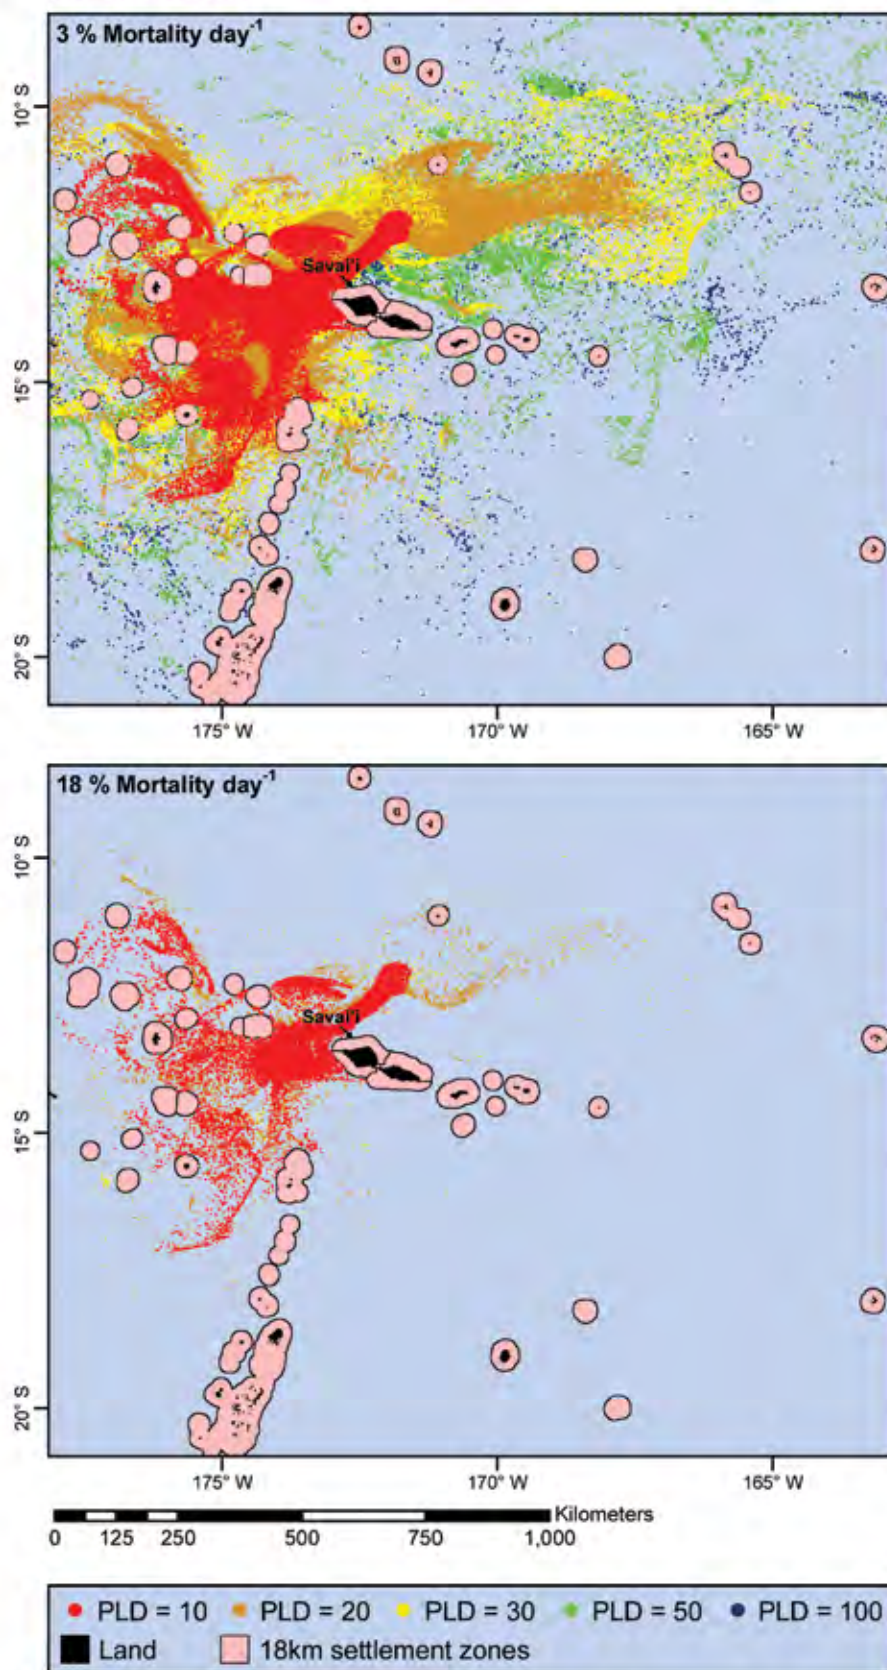 3 % Mortality day-1
10° S
Savai'i
15° S
20° S
175° W 170° W 165° W
18 % Mortality day-1
10° S
Savai'i
15° S
20° S
175° W 170° W 165° W
Kilometers
0 125 250 500 750 1,000
PLD = 10 PLD = 20 PLD = 30 PLD = 50 PLD = 100
Land 18km settlement zones